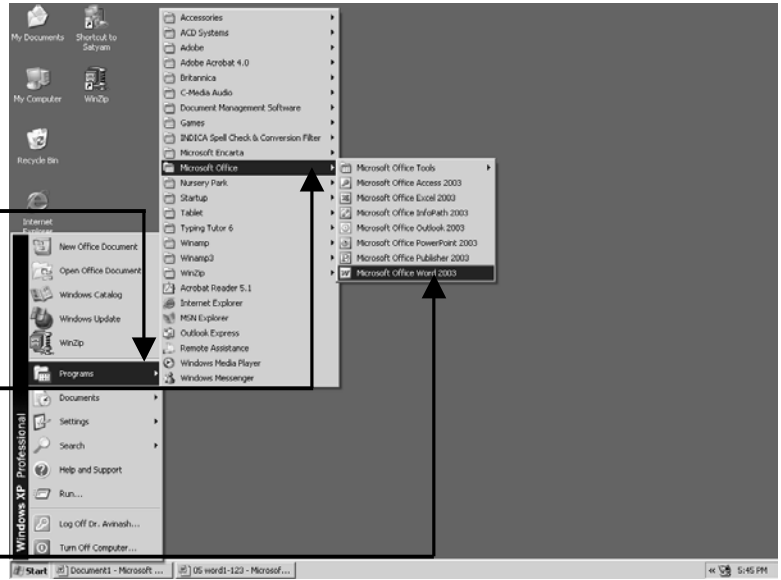 My Documents
Shortcut to
Satyam
My Computer
WinZip
Recycle Bin
Internet
Explorer
New Office Document
Open Office Document
Windows Catalog
Windows Update
WinZip
Programs
Documents
Settings
Search
Help and Support
Run...
Log Off Dr. Avinash...
Turn Off Computer...
Windows XP Professional
Accessories
ACD Systems
Adobe
Adobe Acrobat 4.0
Britannica
C-Media Audio
Document Management Software
Games
INDICA Spell Check & Conversion Filter
Microsoft Encarta
Microsoft Office
Nursery Park
Startup
Tablet
Typing Tutor 6
Winamp
Winamp3
WinZip
Acrobat Reader 5.1
Internet Explorer
MSN Explorer
Outlook Express
Remote Assistance
Windows Media Player
Windows Messenger
Microsoft Office Tools
Microsoft Office Access 2003
Microsoft Office Excel 2003
Microsoft Office InfoPath 2003
Microsoft Office Outlook 2003
Microsoft Office PowerPoint 2003
Microsoft Office Publisher 2003
Microsoft Office Word 2003
Start
Document1 - Microsoft ...
05 word1-123 - Microsof...
5:45 PM